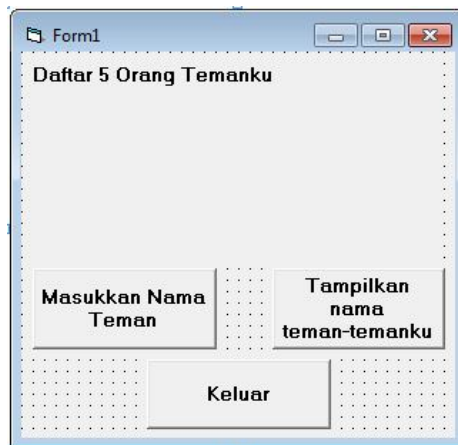 Form1
Daftar 5 Orang Temanku
Masukkan Nama
Teman
Tampilkan
nama
teman-temanku
Keluar